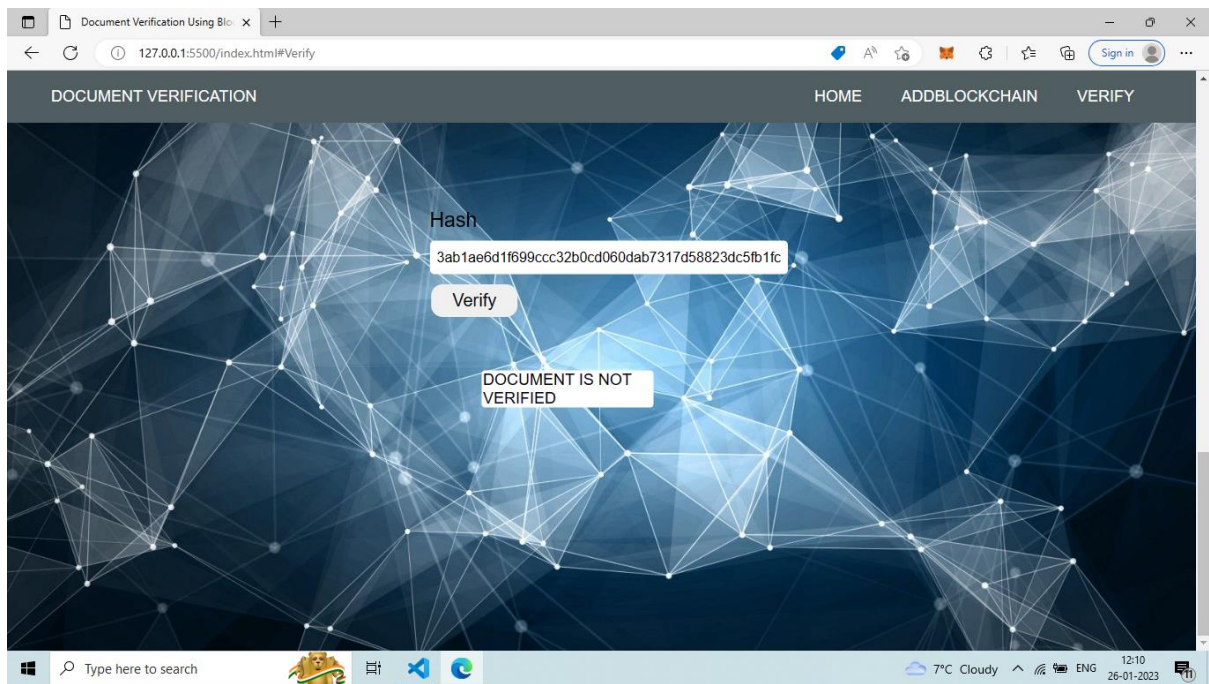 Document Verification Using Blo
127.0.0.1:5500/index.html#Verify
Sign in
DOCUMENT VERIFICATION
HOME
ADDBLOCKCHAIN
VERIFY
Hash
3ab1ae6d1f699ccc32b0cd060dab7317d58823dc5fb1fc
Verify
DOCUMENT IS NOT
VERIFIED
Type here to search
7°C Cloudy
ENG
12:10
26-01-2023
11